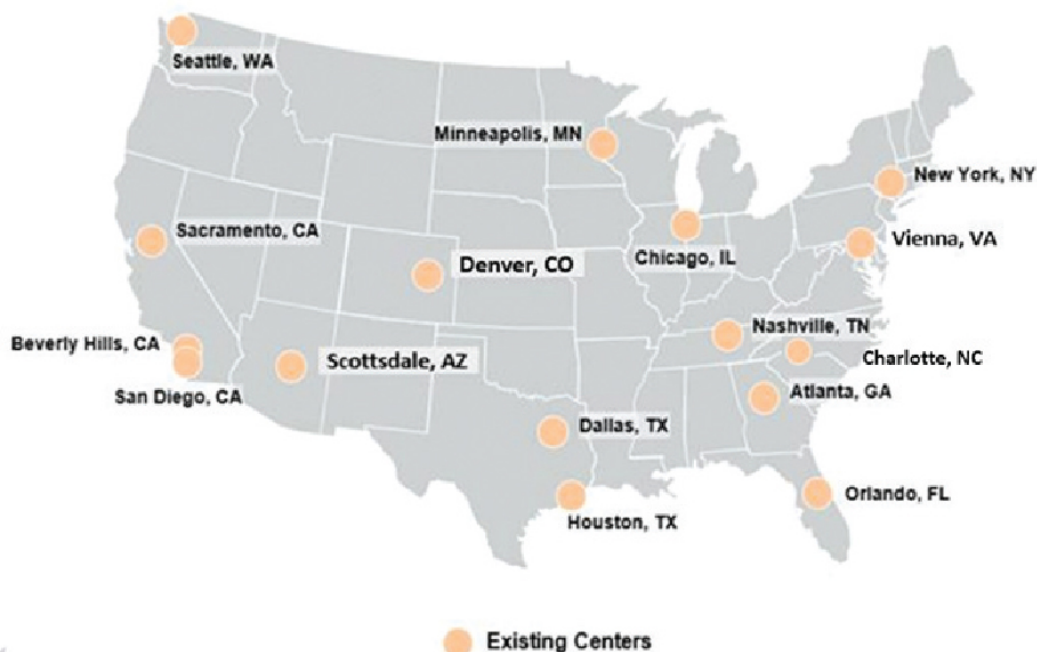 Seattle, WA
Minneapolis, MN
New York, NY
Sacramento, CA
Vienna, VA
Chicago, IL
Denver, CO
Nashville, TN
Beverly Hills, CA
Charlotte, NC
Scottsdale, AZ
San Diego, CA
Atlanta, GA
Dallas, TX
Orlando, FL
Houston, TX
Existing Centers